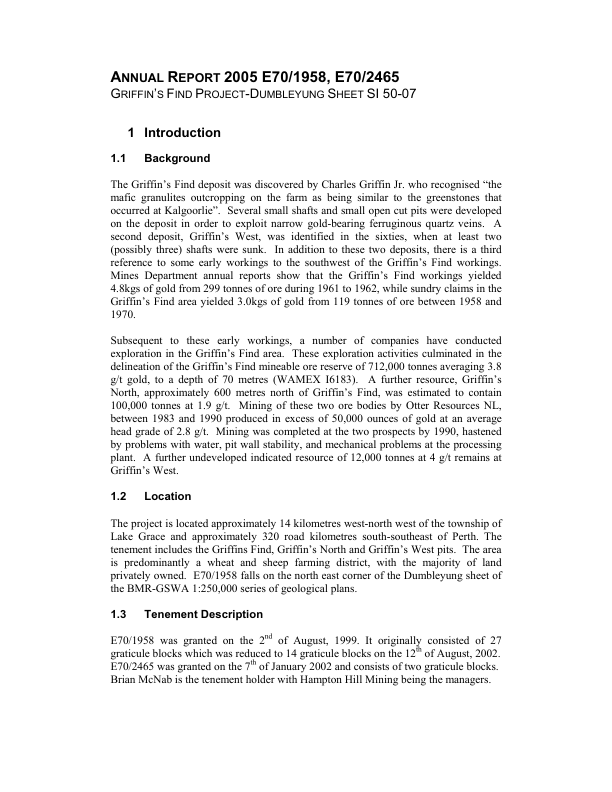 ANNUAL REPORT 2005 E70/1958, E70/2465
GRIFFIN'S FIND PROJECT-DUMBLEYUNG SHEET SI 50-07
1 Introduction
1.1 Background
The Griffin's Find deposit was discovered by Charles Griffin Jr. who recognised "the
mafic granulites outcropping on the farm as being similar to the greenstones that
occurred at Kalgoorlie". Several small shafts and small open cut pits were developed
on the deposit in order to exploit narrow gold-bearing ferruginous quartz veins. A
second deposit, Griffin's West, was identified in the sixties, when at least two
(possibly three) shafts were sunk. In addition to these two deposits, there is a third
reference to some early workings to the southwest of the Griffin's Find workings.
Mines Department annual reports show that the Griffin's Find workings yielded
4.8kgs of gold from 299 tonnes of ore during 1961 to 1962, while sundry claims in the
Griffin's Find area yielded 3.0kgs of gold from 119 tonnes of ore between 1958 and
1970.
Subsequent to these early workings, a number of companies have conducted
exploration in the Griffin's Find area. These exploration activities culminated in the
delineation of the Griffin's Find mineable ore reserve of 712,000 tonnes averaging 3.8
g/t gold, to a depth of 70 metres (WAMEX I6183). A further resource, Griffin's
North, approximately 600 metres north of Griffin's Find, was estimated to contain
100,000 tonnes at 1.9 g/t. Mining of these two ore bodies by Otter Resources NL,
between 1983 and 1990 produced in excess of 50,000 ounces of gold at an average
head grade of 2.8 g/t. Mining was completed at the two prospects by 1990, hastened
by problems with water, pit wall stability, and mechanical problems at the processing
plant. A further undeveloped indicated resource of 12,000 tonnes at 4 g/t remains at
Griffin's West.
1.2 Location
The project is located approximately 14 kilometres west-north west of the township of
Lake Grace and approximately 320 road kilometres south-southeast of Perth. The
tenement includes the Griffins Find, Griffin's North and Griffin's West pits. The area
is predominantly a wheat and sheep farming district, with the majority of land
privately owned. E70/1958 falls on the north east corner of the Dumbleyung sheet of
the BMR-GSWA 1:250,000 series of geological plans.
1.3 Tenement Description
E70/1958 was granted on the 2nd of August, 1999. It originally consisted of 27
graticule blocks which was reduced to 14 graticule blocks on the 12th of August, 2002.
E70/2465 was granted on the 7th of January 2002 and consists of two graticule blocks.
Brian McNab is the tenement holder with Hampton Hill Mining being the managers.